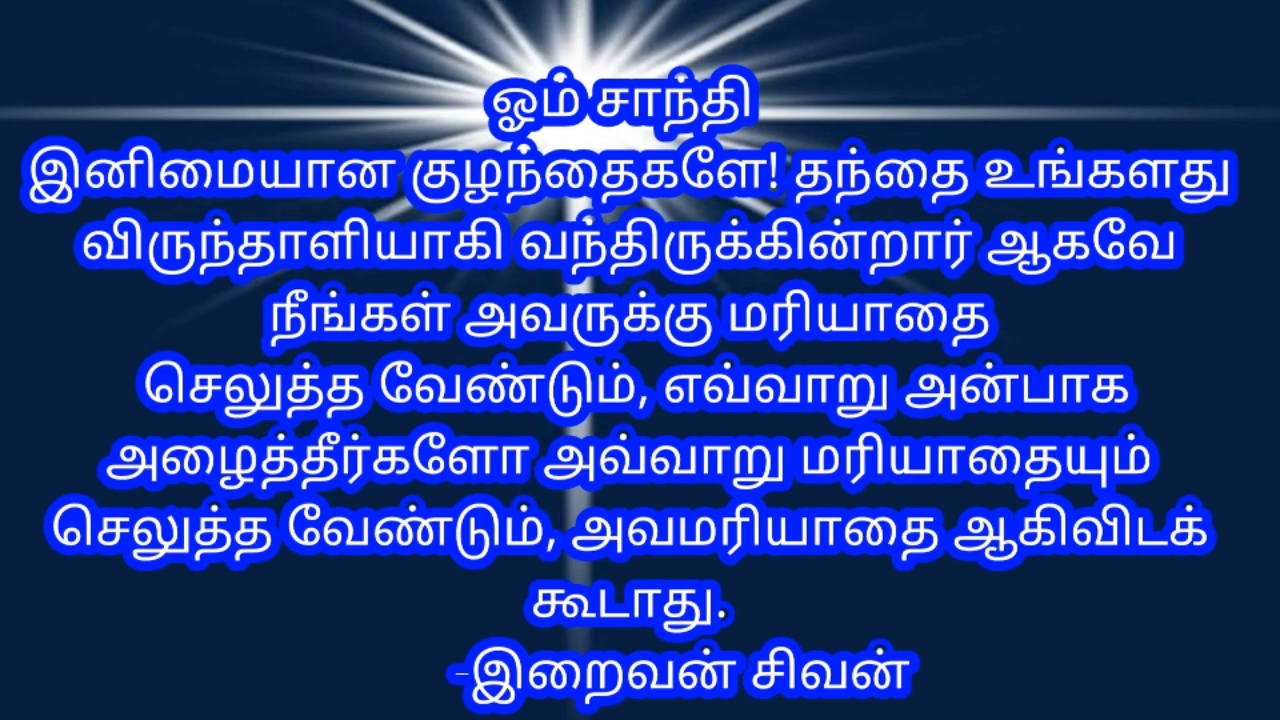 ஓம் சாந்தி
இனிமையான குழந்தைகளே! தந்தை உங்களது
விருந்தாளியாகி வந்திருக்கின்றார் ஆகவே
நீங்கள் அவருக்கு மரியாதை
செலுத்த வேண்டும், எவ்வாறு அன்பாக
அழைத்தீர்களோ அவ்வாறு மரியாதையும்
செலுத்த வேண்டும், அவமரியாதை ஆகிவிடக்
கூடாது.
-இறைவன் சிவன்